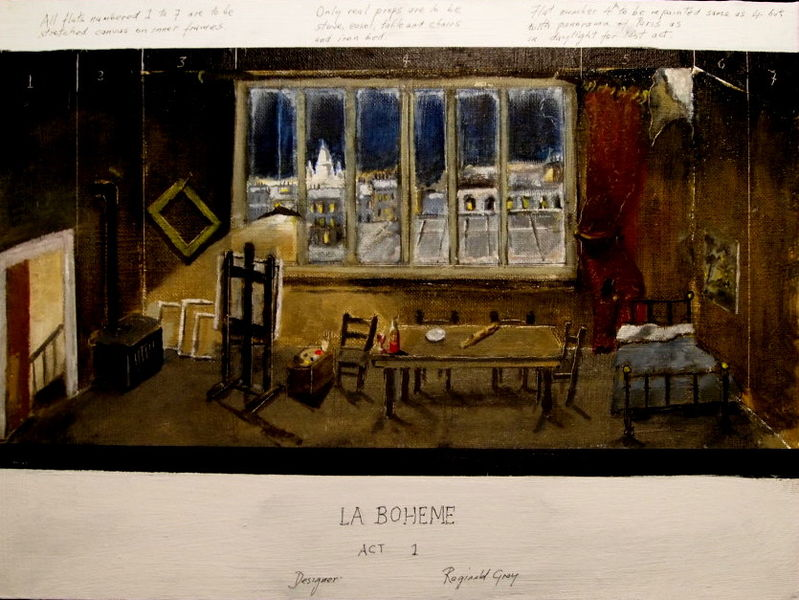 All flats numbered 1 to 7 are to be
stretched canvas on inner frames
Only real props are to be
stove, easel, table and chairs
and iron bed.
Flat number 4 to be repainted same as 4 but
with panorama of Paris as
in daylight for last act.
1 2 3 4 5 6 7
LA BOHEME
ACT 1
Designer: Reginald Gray